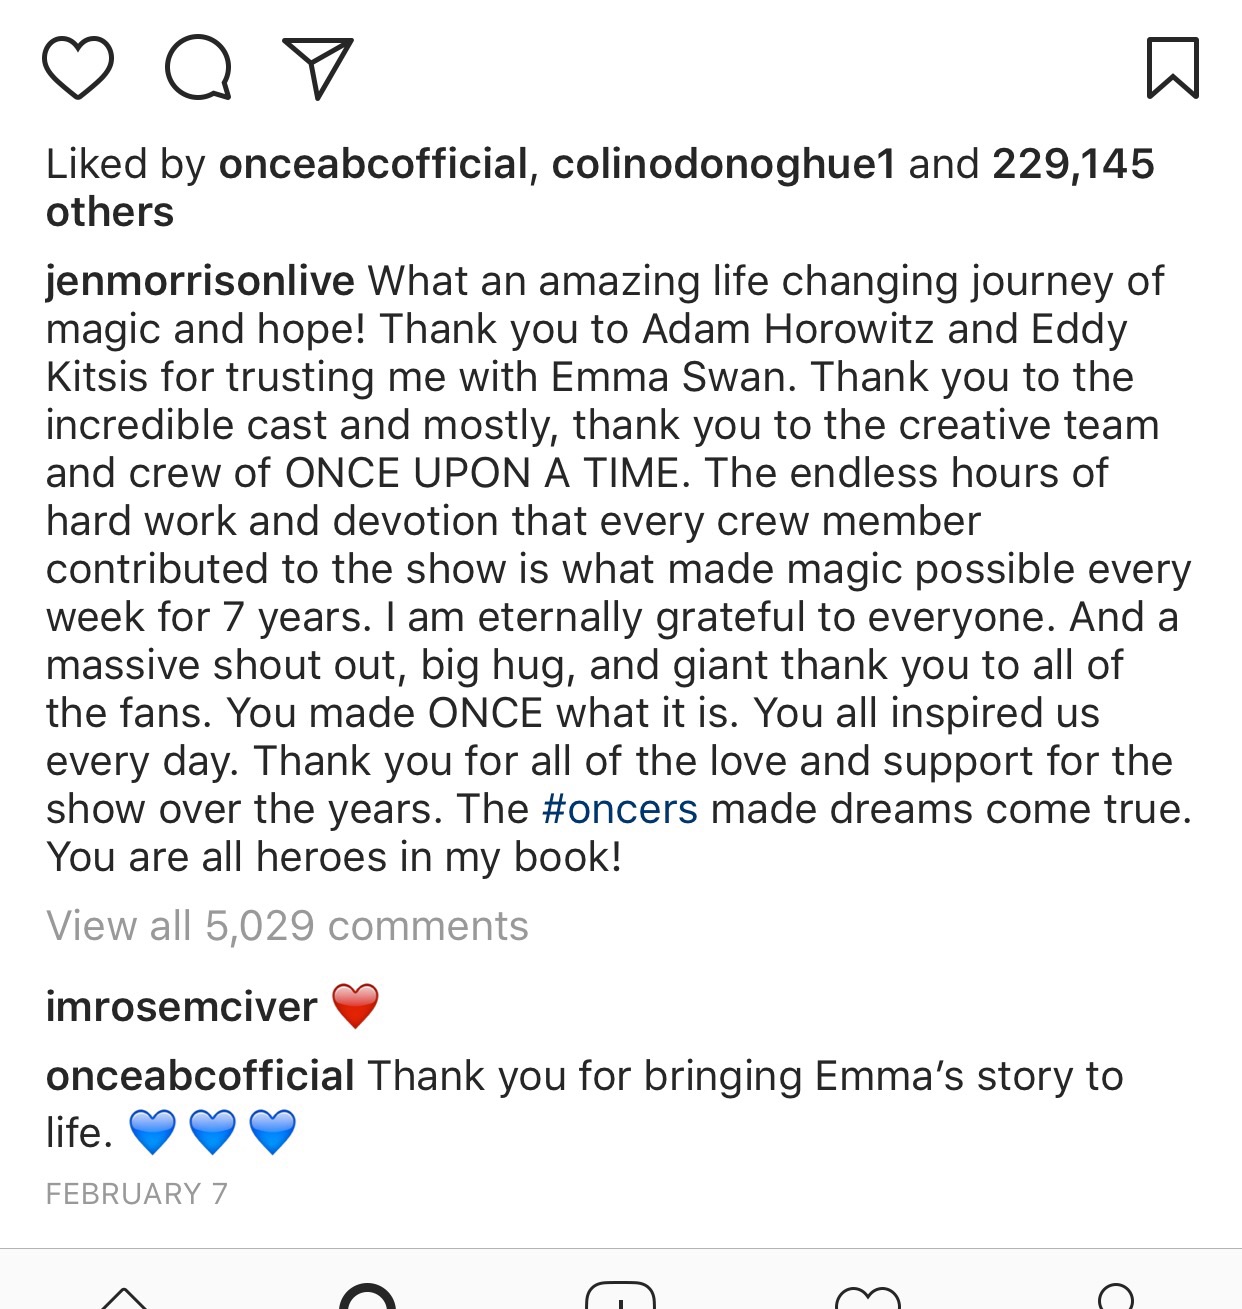 Liked by onceabcofficial, colinodonoghue1 and 229,145
others
jenmorrisonlive What an amazing life changing journey of
magic and hope! Thank you to Adam Horowitz and Eddy
Kitsis for trusting me with Emma Swan. Thank you to the
incredible cast and mostly, thank you to the creative team
and crew of ONCE UPON A TIME. The endless hours of
hard work and devotion that every crew member
contributed to the show is what made magic possible every
week for 7 years. I am eternally grateful to everyone. And a
massive shout out, big hug, and giant thank you to all of
the fans. You made ONCE what it is. You all inspired us
every day. Thank you for all of the love and support for the
show over the years. The #oncers made dreams come true.
You are all heroes in my book!
View all 5,029 comments
imrosemciver ❤️
onceabcofficial Thank you for bringing Emma’s story to
life. 💙 💙 💙
FEBRUARY 7